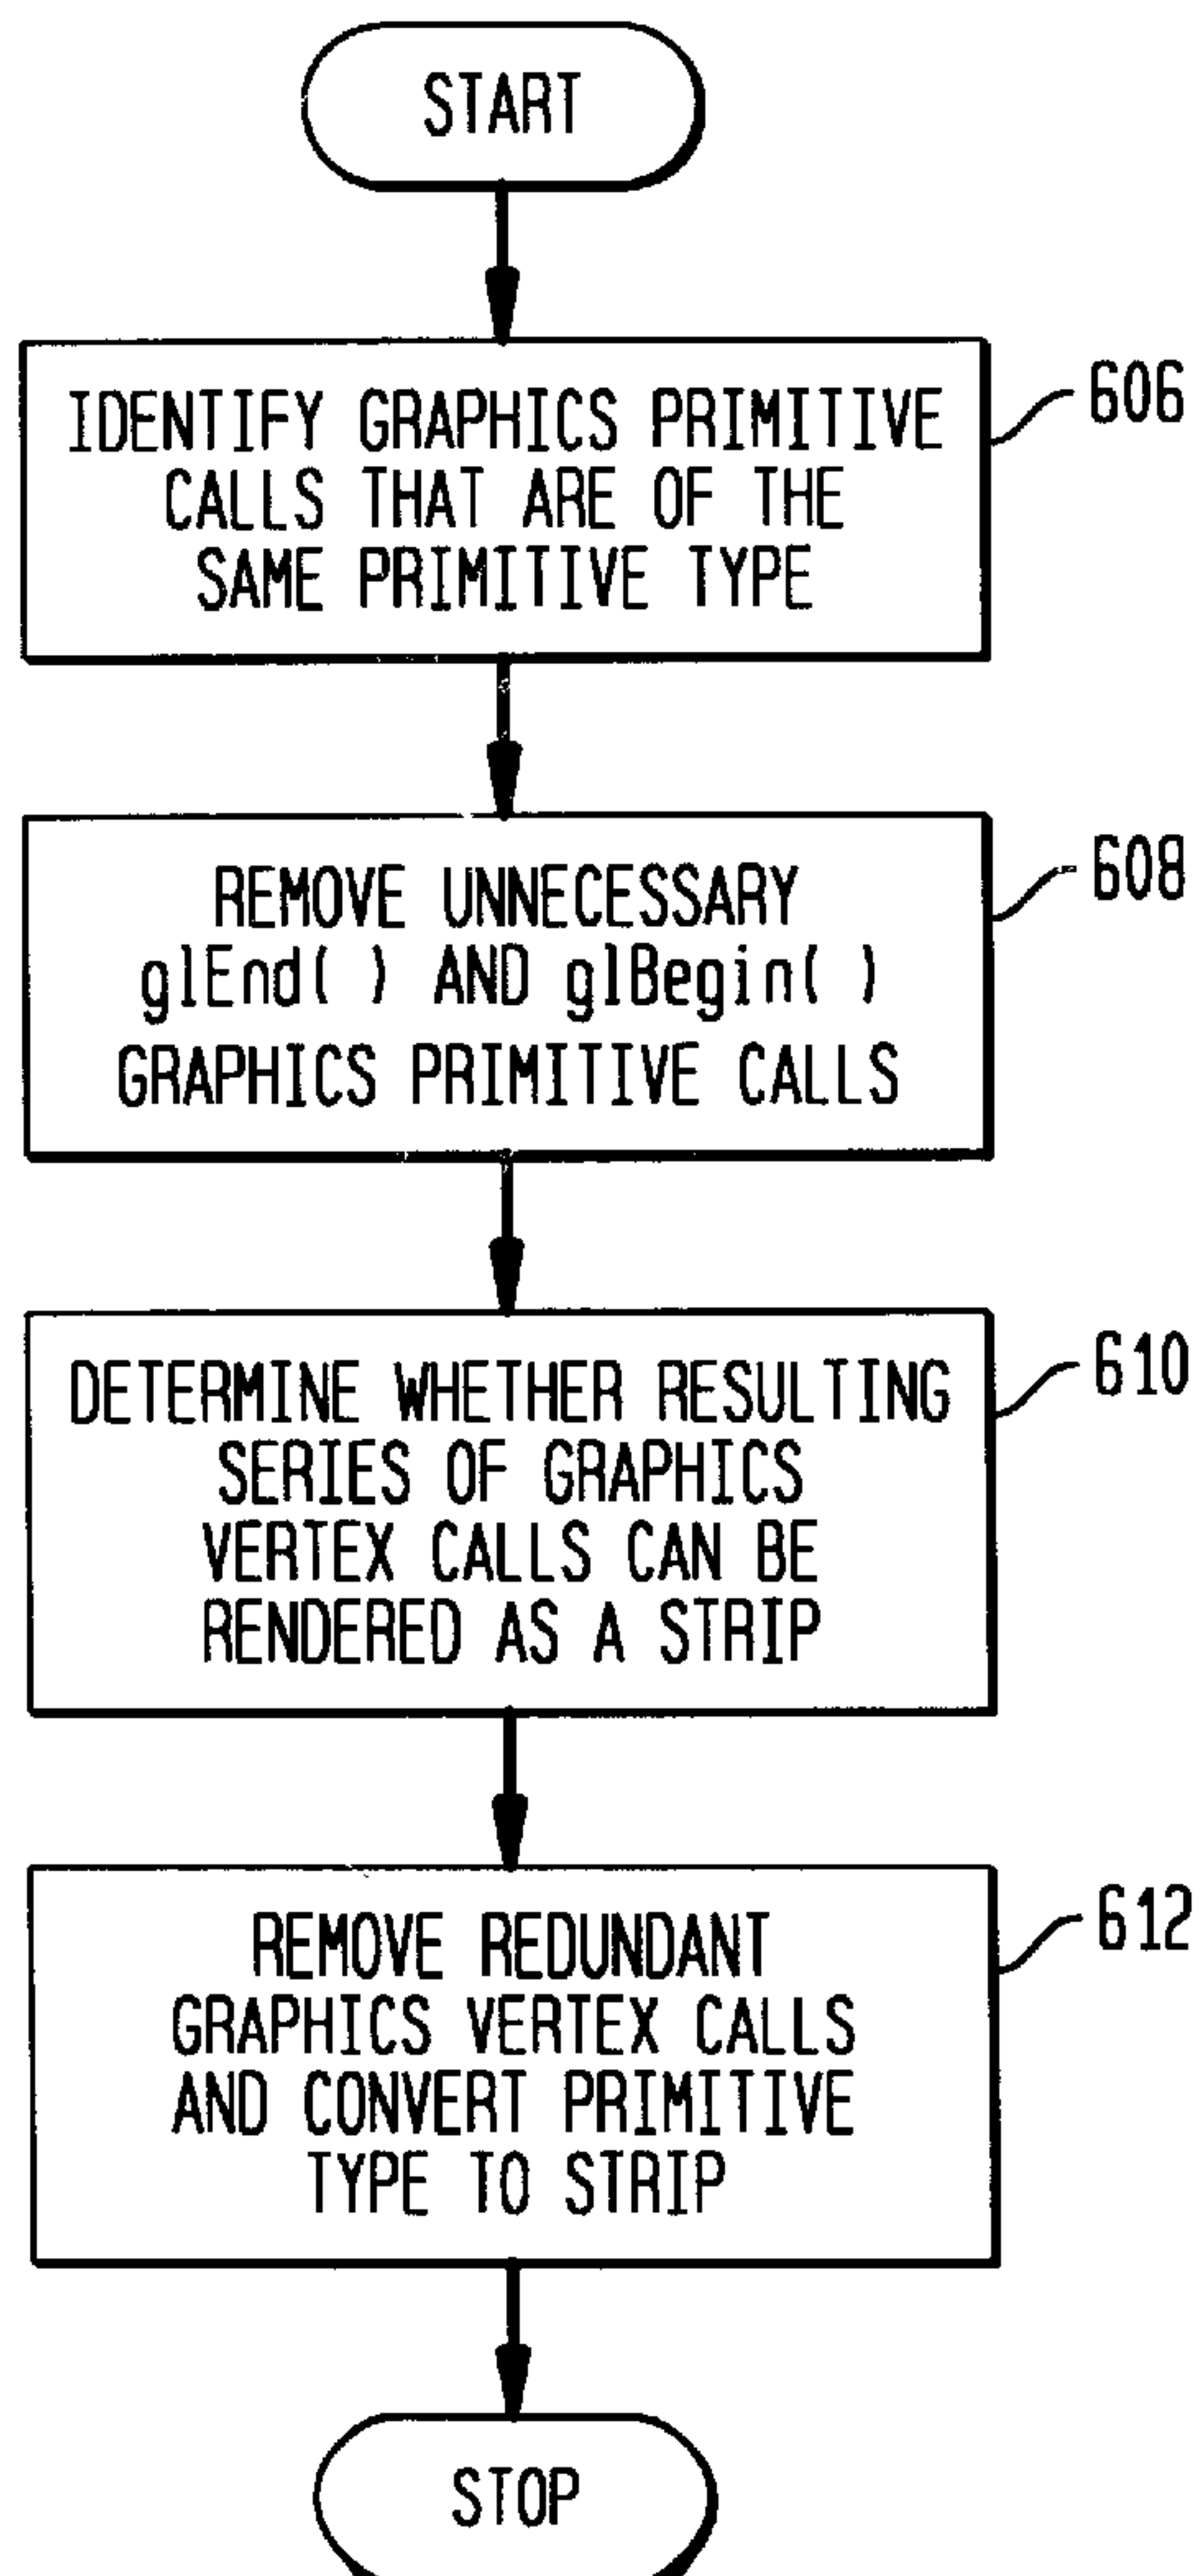 START
IDENTIFY GRAPHICS PRIMITIVE
CALLS THAT ARE OF THE
SAME PRIMITIVE TYPE
606
REMOVE UNNECESSARY
glEnd( ) AND glBegin( )
GRAPHICS PRIMITIVE CALLS
608
DETERMINE WHETHER RESULTING
SERIES OF GRAPHICS
VERTEX CALLS CAN BE
RENDERED AS A STRIP
610
REMOVE REDUNDANT
GRAPHICS VERTEX CALLS
AND CONVERT PRIMITIVE
TYPE TO STRIP
612
STOP